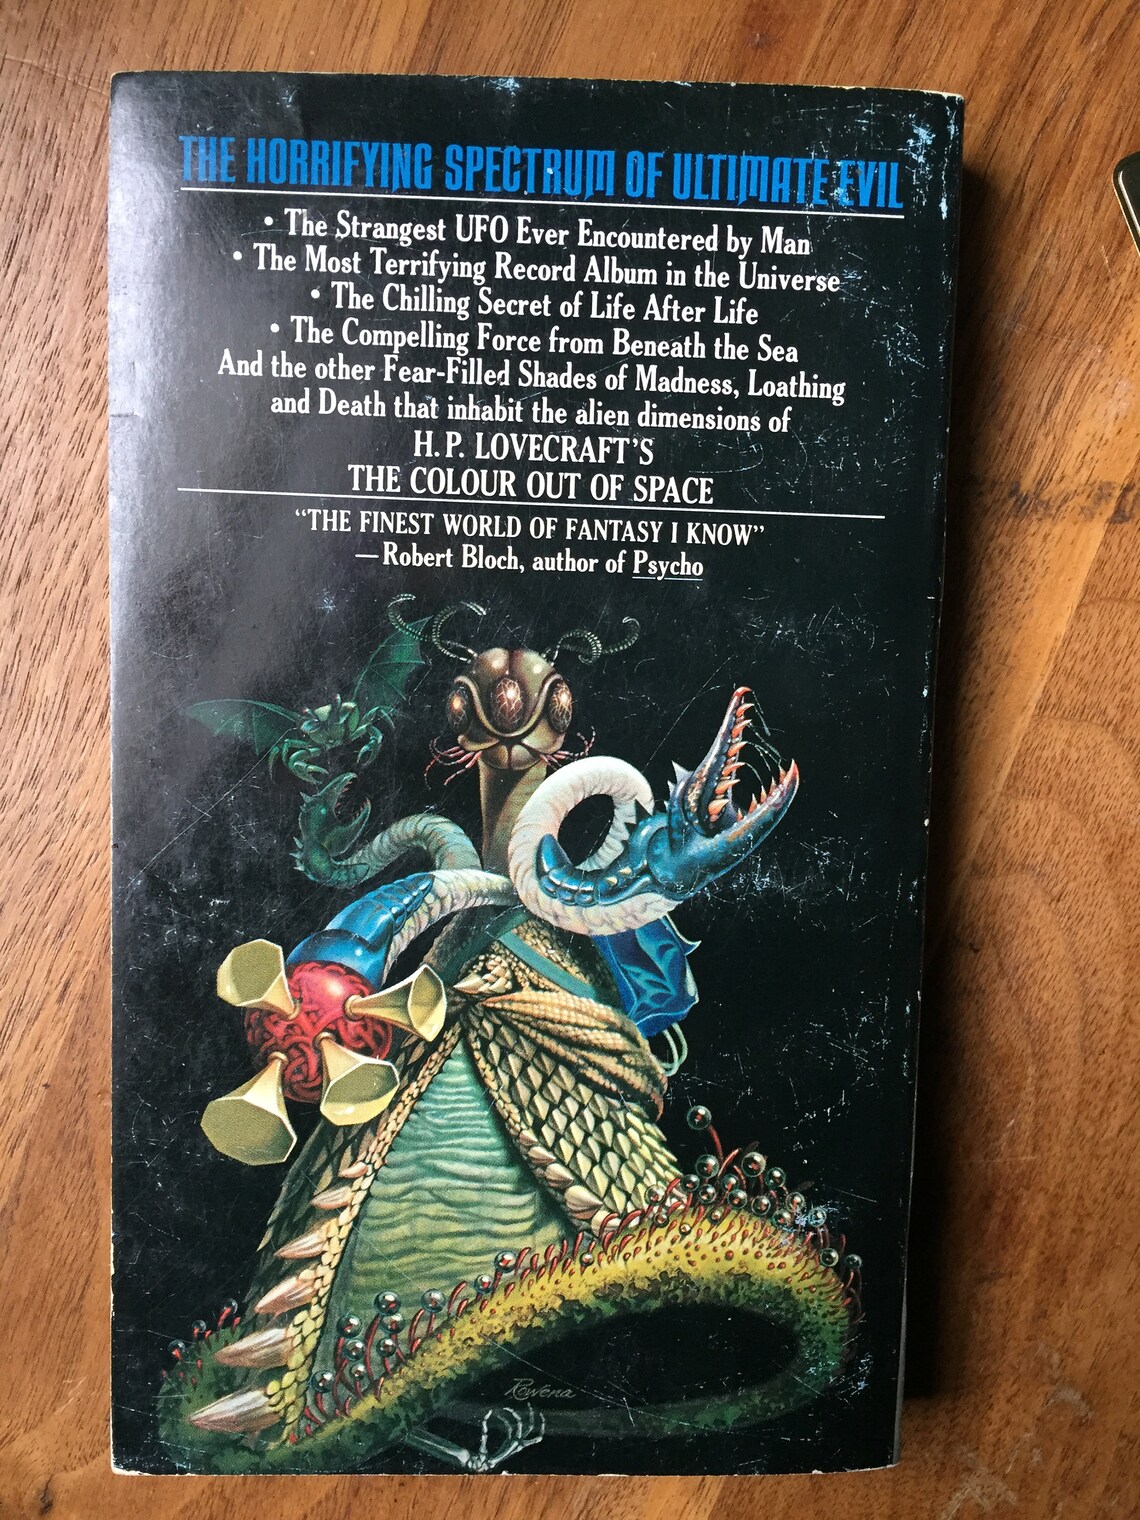 THE HORRIFYING SPECTRUM OF ULTIMATE EVIL
• The Strangest UFO Ever Encountered by Man
• The Most Terrifying Record Album in the Universe
• The Chilling Secret of Life After Life
• The Compelling Force from Beneath the Sea
And the other Fear-Filled Shades of Madness, Loathing
and Death that inhabit the alien dimensions of
H.P. LOVECRAFT'S
THE COLOUR OUT OF SPACE
“THE FINEST WORLD OF FANTASY I KNOW”
—Robert Bloch, author of Psycho
Rowena